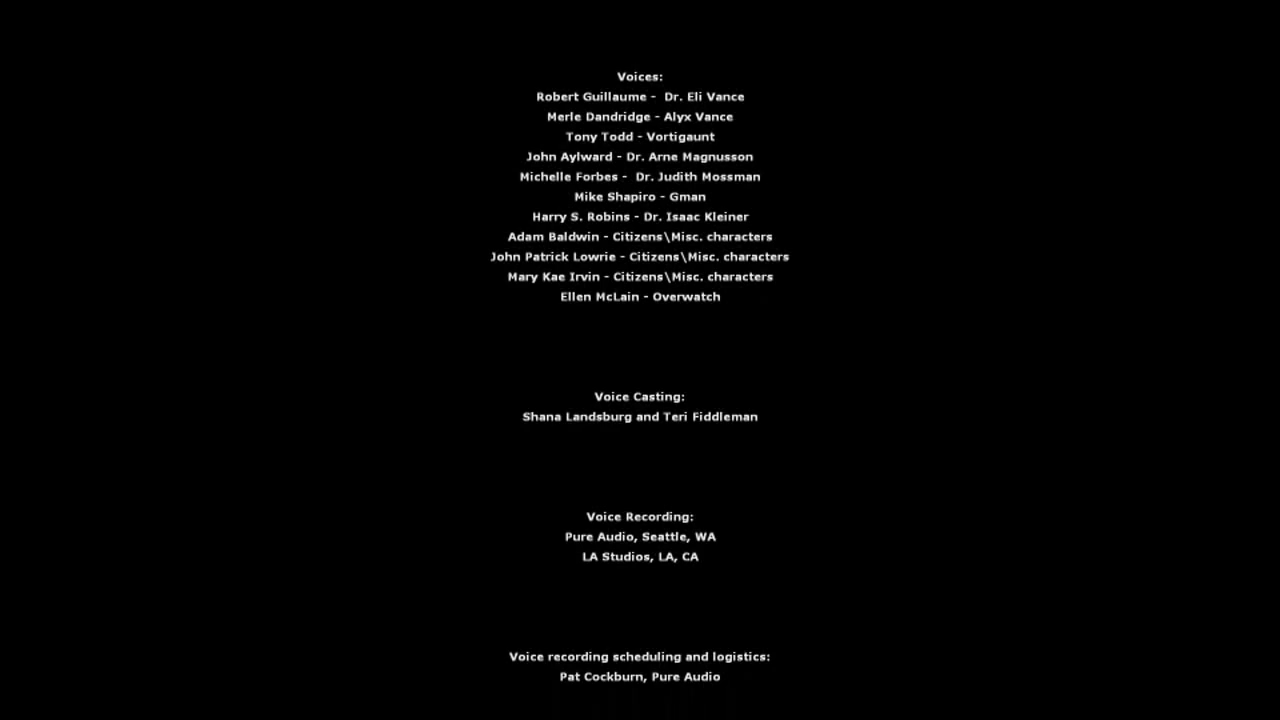 Voices:
Robert Guillaume -  Dr. Eli Vance
Merle Dandridge - Alyx Vance
Tony Todd - Vortigaunt
John Aylward - Dr. Arne Magnusson
Michelle Forbes -  Dr. Judith Mossman
Mike Shapiro - Gman
Harry S. Robins - Dr. Isaac Kleiner
Adam Baldwin - Citizens\Misc. characters
John Patrick Lowrie - Citizens\Misc. characters
Mary Kae Irvin - Citizens\Misc. characters
Ellen McLain - Overwatch
Voice Casting:
Shana Landsburg and Teri Fiddleman
Voice Recording:
Pure Audio, Seattle, WA
LA Studios, LA, CA
Voice recording scheduling and logistics:
Pat Cockburn, Pure Audio